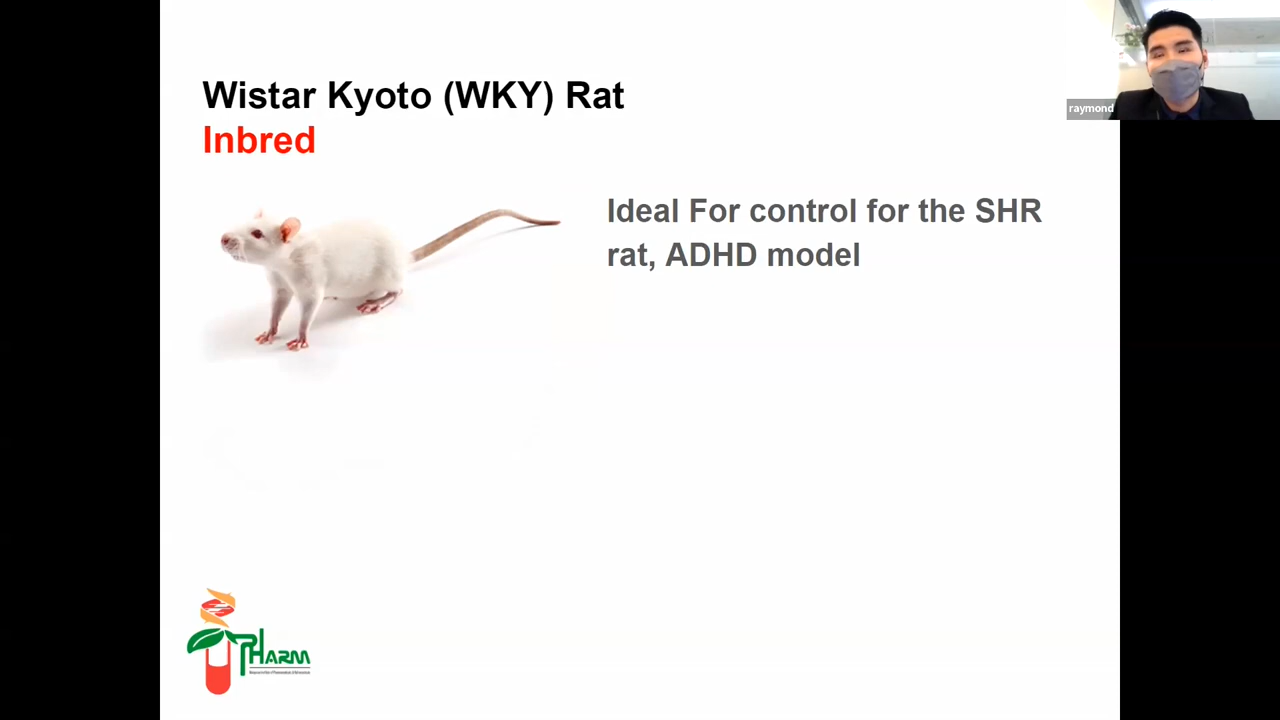 Wistar Kyoto (WKY) Rat
Inbred
Ideal For control for the SHR
rat, ADHD model
raymond
PHARM